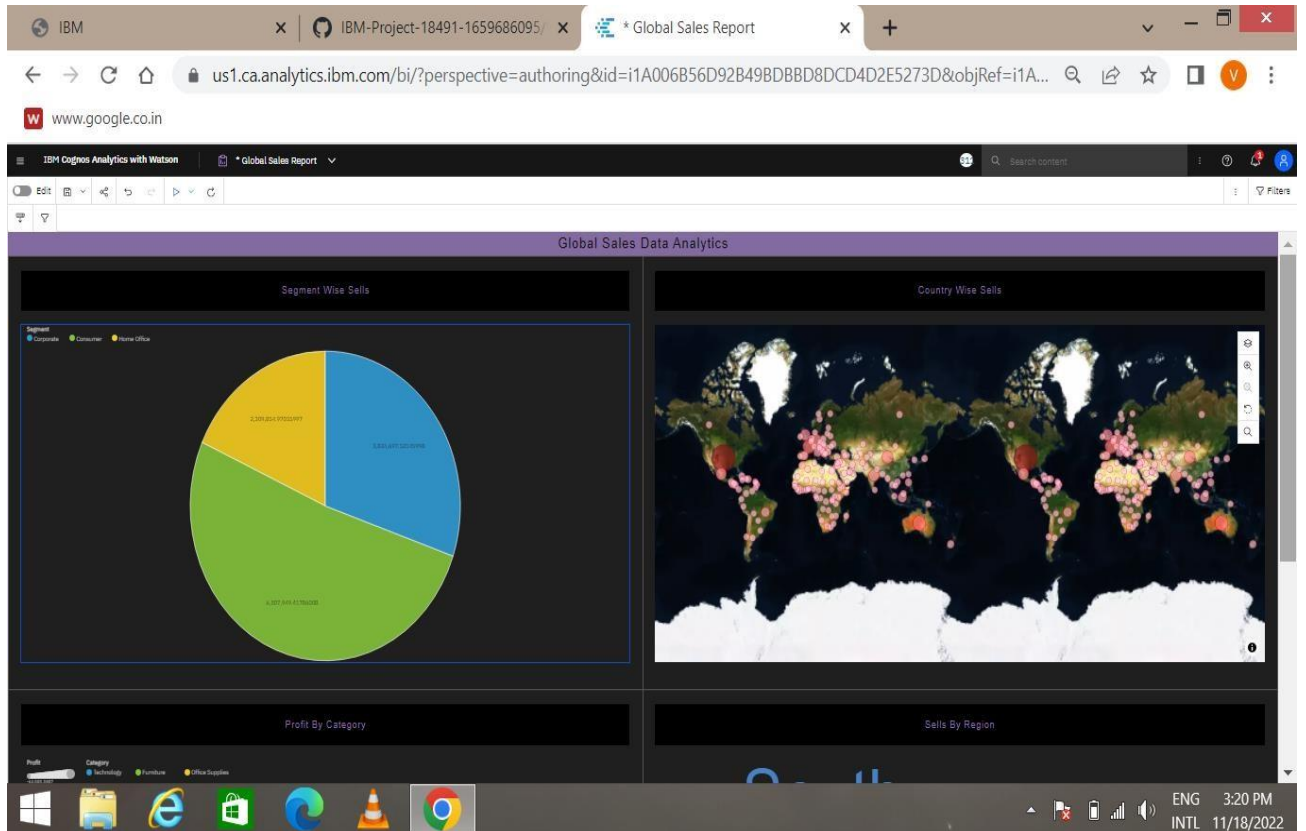 IBM
IBM-Project-18491-1659686095/
* Global Sales Report
us1.ca.analytics.ibm.com/bi/?perspective=authoring&id=i1A006B56D92B49BDBBD8DCD4D2E5273D&objRef=i1A...
V
W www.google.co.in
IBM Cognos Analytics with Watson
* Global Sales Report
Search content
1
Edit
Filters
Global Sales Data Analytics
Segment Wise Sells
Country Wise Sells
Segment
Corporate Consumer Home Office
Profit By Category
Sells By Region
Profit
Category
Technology Furniture Office Supplies
South
ENG 3:20 PM
INTL 11/18/2022